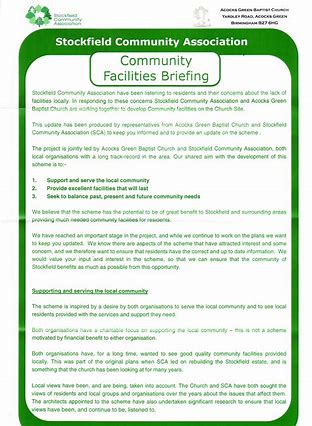 Stockfield
Community
Association
ACOCKS GREEN BAPTIST CHURCH
YARDLEY ROAD, ACOCKS GREEN
BIRMINGHAM B27 6HG
Stockfield Community Association
Community
Facilities Briefing
Stockfield Community Association have been listening to residents and their concerns about the lack of
facilities locally. In responding to these concerns Stockfield Community Association and Acocks Green
Baptist Church are working together to develop Community facilities on the Church Site.
This update has been produced by representatives from Acocks Green Baptist Church and Stockfield
Community Association (SCA) to keep you informed and to provide an update on the scheme.
The project is jointly led by Acocks Green Baptist Church and Stockfield Community Association, both
local organisations with a long track-record in the area. Our shared aim with the development of this
scheme is to:-
1. Support and serve the local community
2. Provide excellent facilities that will last
3. Seek to balance past, present and future community needs
We believe that the scheme has the potential to be of great benefit to Stockfield and surrounding areas
providing much needed community facilities for residents.
We have reached an important stage in the project, and while we continue to work on the plans we want
to keep you updated. We know there are aspects of the scheme that have attracted interest and some
concern, and we therefore want to ensure that residents have the correct and up to date information. We
would value your input and interest in the scheme, so that we can ensure that the community of
Stockfield benefits as much as possible from this opportunity.
Supporting and serving the local community
The scheme is inspired by a desire by both organisations to serve the local community and to see local
residents provided with the services and support they need.
Both organisations have a charitable focus on supporting the local community – this is not a scheme
motivated by financial benefit to either organisation.
Both organisations have, for a long time, wanted to see good quality community facilities provided
locally. This was part of the original plans when SCA led on rebuilding the Stockfield estate, and is
something that the church has been looking at for many years.
Local views have been, and are being, taken into account. The Church and SCA have both sought the
views of residents and local groups and organisations over the years about the issues that affect them.
The architects appointed to the scheme have also undertaken significant research to ensure that local
views have been, and continue to be, listened to.